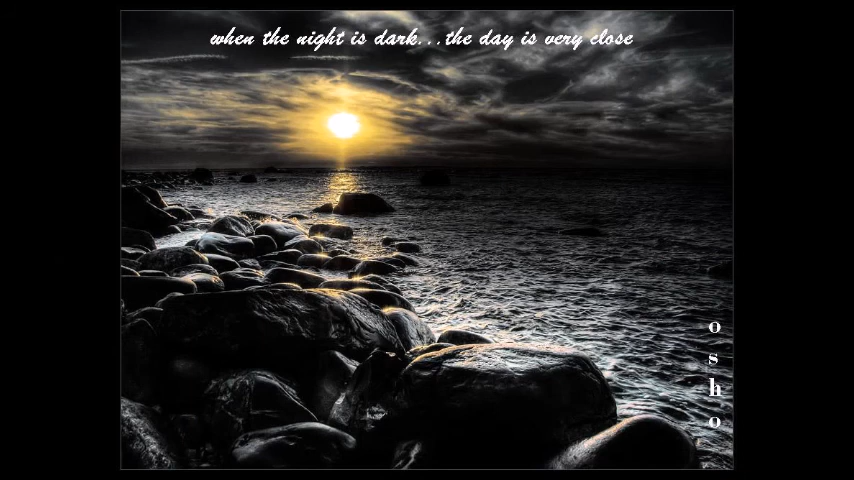 when the night is dark...the day is very close
osho